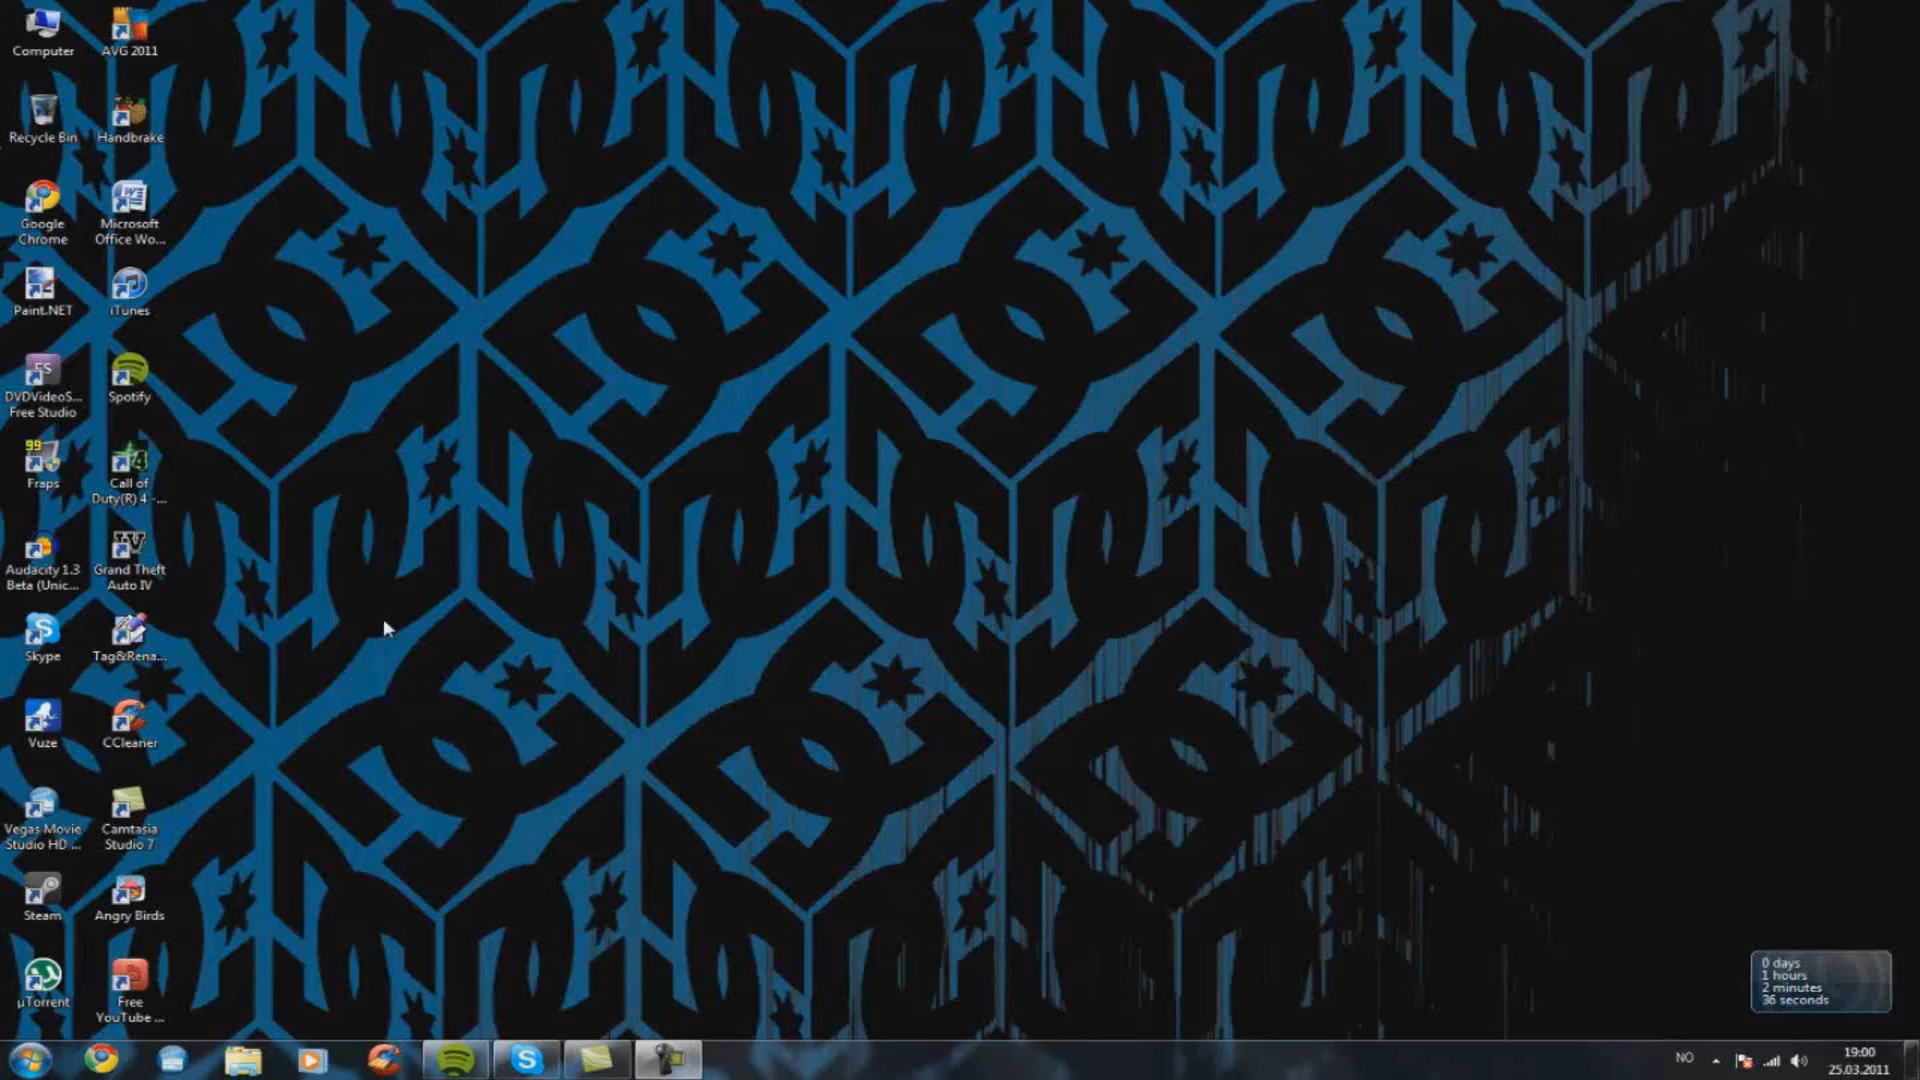 Computer
AVG 2011
Recycle Bin
Handbrake
Google
Chrome
Microsoft
Office Wo...
Paint.NET
iTunes
DVDVideoS...
Free Studio
Spotify
99
Fraps
Call of
Duty(R) 4 -...
Audacity 1.3
Beta (Unic...
Grand Theft
Auto IV
Skype
Tag&Rena...
Vuze
CCleaner
Vegas Movie
Studio HD ...
Camtasia
Studio 7
Steam
Angry Birds
µTorrent
Free
YouTube ...
0 days
1 hours
2 minutes
36 seconds
NO
19:00
25.03.2011